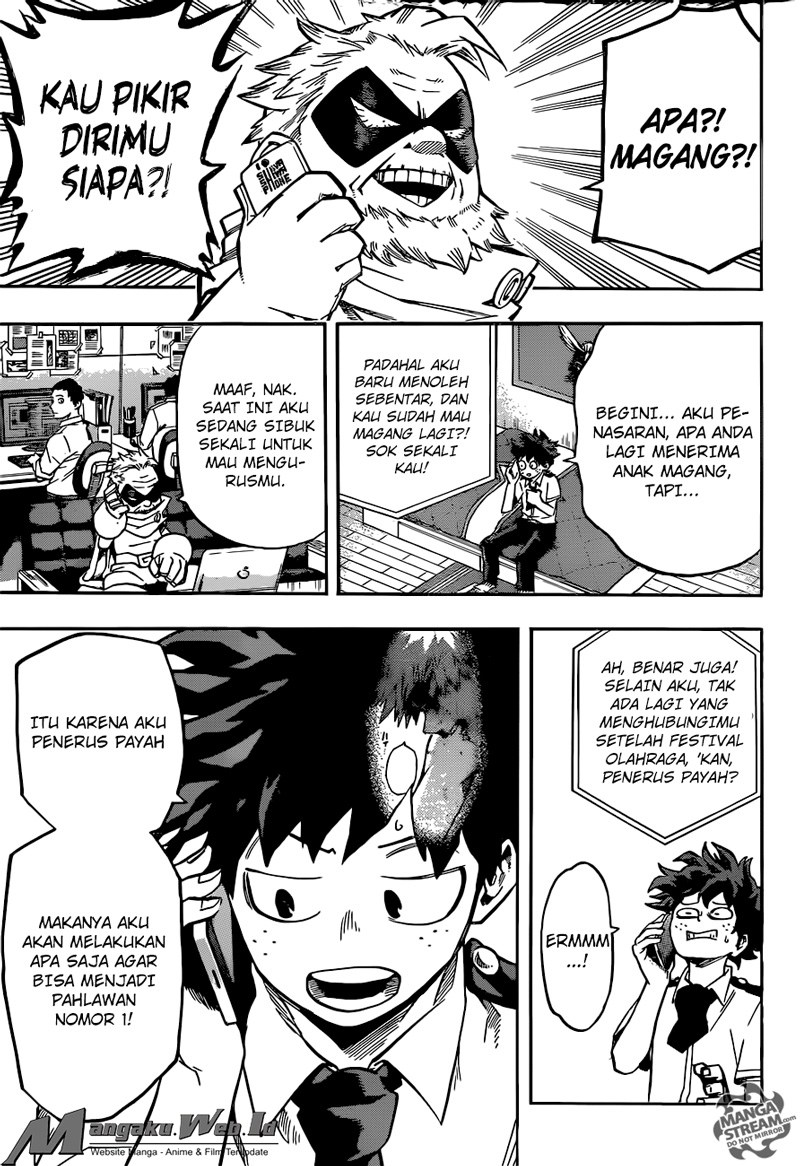 APA?!
MAGANG?!
KAU PIKIR
DIRIMU
SIAPA?!
BEGINI... AKU PE-
NASARAN, APA ANDA
LAGI MENERIMA
ANAK MAGANG,
TAPI...
PADAHAL AKU
BARU MENOLEH
SEBENTAR, DAN
KAU SUDAH MAU
MAGANG LAGI?!
SOK SEKALI
KAU!
MAAF, NAK.
SAAT INI AKU
SEDANG SIBUK
SEKALI UNTUK
MAU MENGU-
RUSMU.
AH, BENAR JUGA!
SELAIN AKU, TAK
ADA LAGI YANG
MENGHUBUNGIMU
SETELAH FESTIVAL
OLAHRAGA, 'KAN,
PENERUS PAYAH?
ERMMM
...!
ITU KARENA AKU
PENERUS PAYAH
MAKANYA AKU
AKAN MELAKUKAN
APA SAJA AGAR
BISA MENJADI
PAHLAWAN
NOMOR 1!
Mangaku.Web.Id
Website Manga - Anime & Film Terupdate
MANGA
STREAM.COM
DO NOT MIRROR